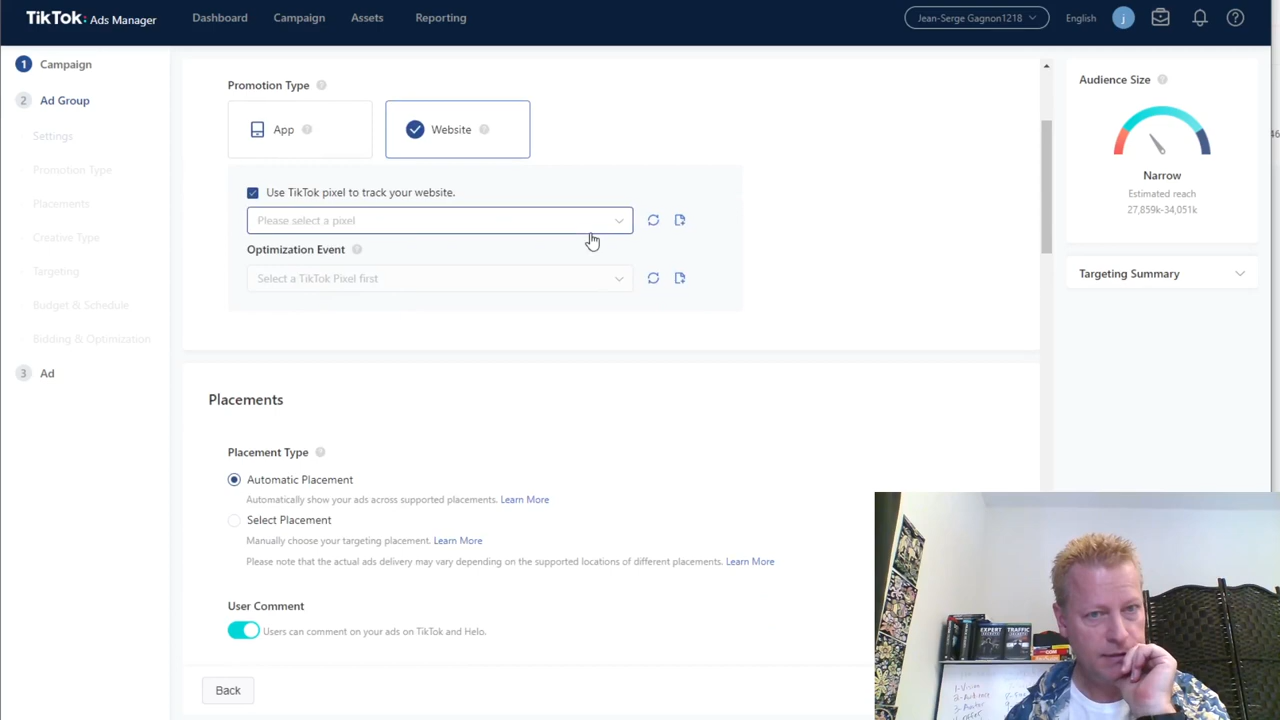 TikTok: Ads Manager
Dashboard
Campaign
Assets
Reporting
Jean-Serge Gagnon1218
English
j
1 Campaign
2 Ad Group
Settings
Promotion Type
Placements
Creative Type
Targeting
Budget & Schedule
Bidding & Optimization
3 Ad
Promotion Type
App
Website
Use TikTok pixel to track your website.
Please select a pixel
Optimization Event
Select a TikTok Pixel first
Placements
Placement Type
Automatic Placement
Automatically show your ads across supported placements. Learn More
Select Placement
Manually choose your targeting placement. Learn More
Please note that the actual ads delivery may vary depending on the supported locations of different placements. Learn More
User Comment
Users can comment on your ads on TikTok and Helo.
Back
Audience Size
Narrow
Estimated reach
27,859k-34,051k
Targeting Summary
46
EXPERT
TRAFFIC
1-Vision